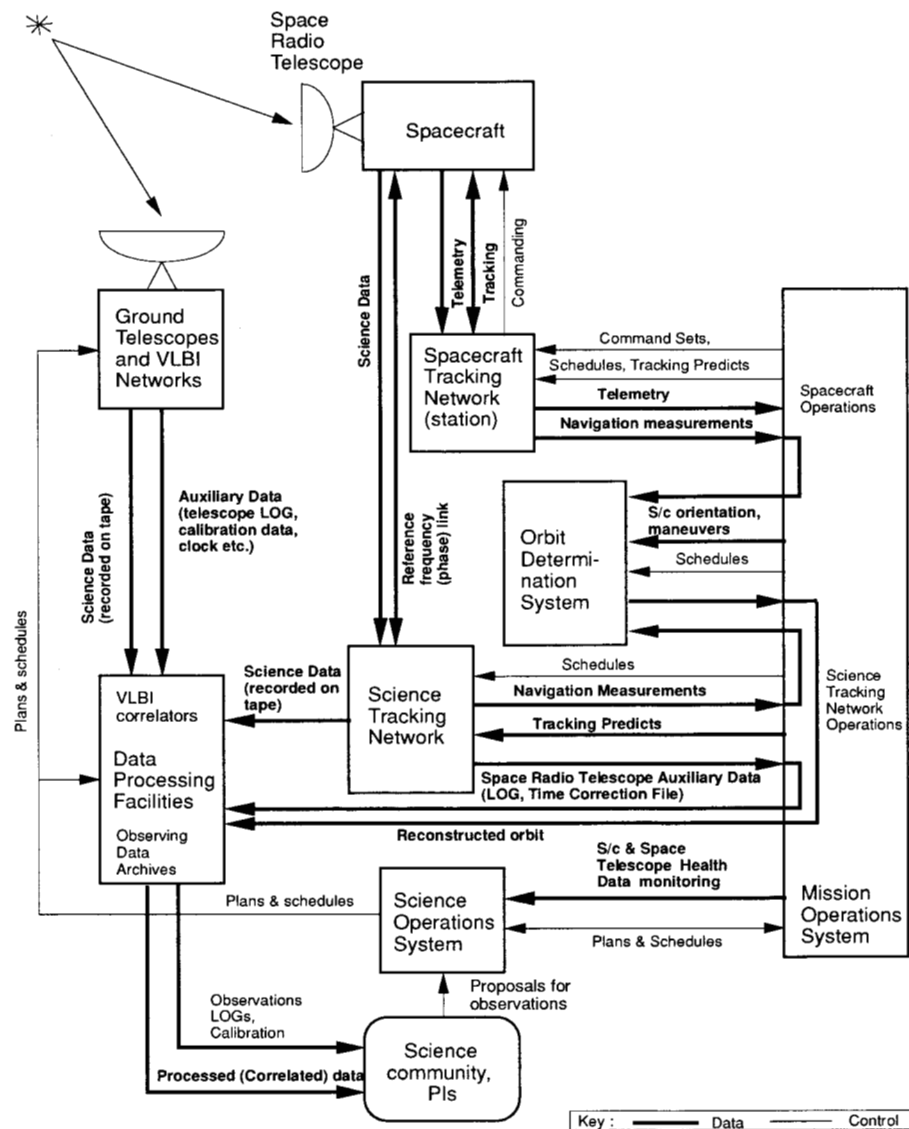 Space
Radio
Telescope
Spacecraft
Science Data
Telemetry
Tracking
Commanding
Ground
Telescopes
and VLBI
Networks
Spacecraft
Tracking
Network
(station)
Command Sets,
Schedules, Tracking Predicts
Telemetry
Navigation measurements
Spacecraft
Operations
Science Data
(recorded on tape)
Auxiliary Data
(telescope LOG,
calibration data,
clock etc.)
Reference
frequency
(phase) link
Orbit
Determi-
nation
System
S/c orientation,
maneuvers
Schedules
Plans & schedules
VLBI
correlators
Data
Processing
Facilities
Observing
Data
Archives
Science Data
(recorded on
tape)
Science
Tracking
Network
Schedules
Navigation Measurements
Tracking Predicts
Space Radio Telescope Auxiliary Data
(LOG, Time Correction File)
Reconstructed orbit
Science
Tracking
Network
Operations
S/c & Space
Telescope Health
Data monitoring
Plans & schedules
Science
Operations
System
Plans & Schedules
Mission
Operations
System
Proposals for
observations
Observations
LOGs,
Calibration
Processed (Correlated) data
Science
community,
PIs
Key : Data Control